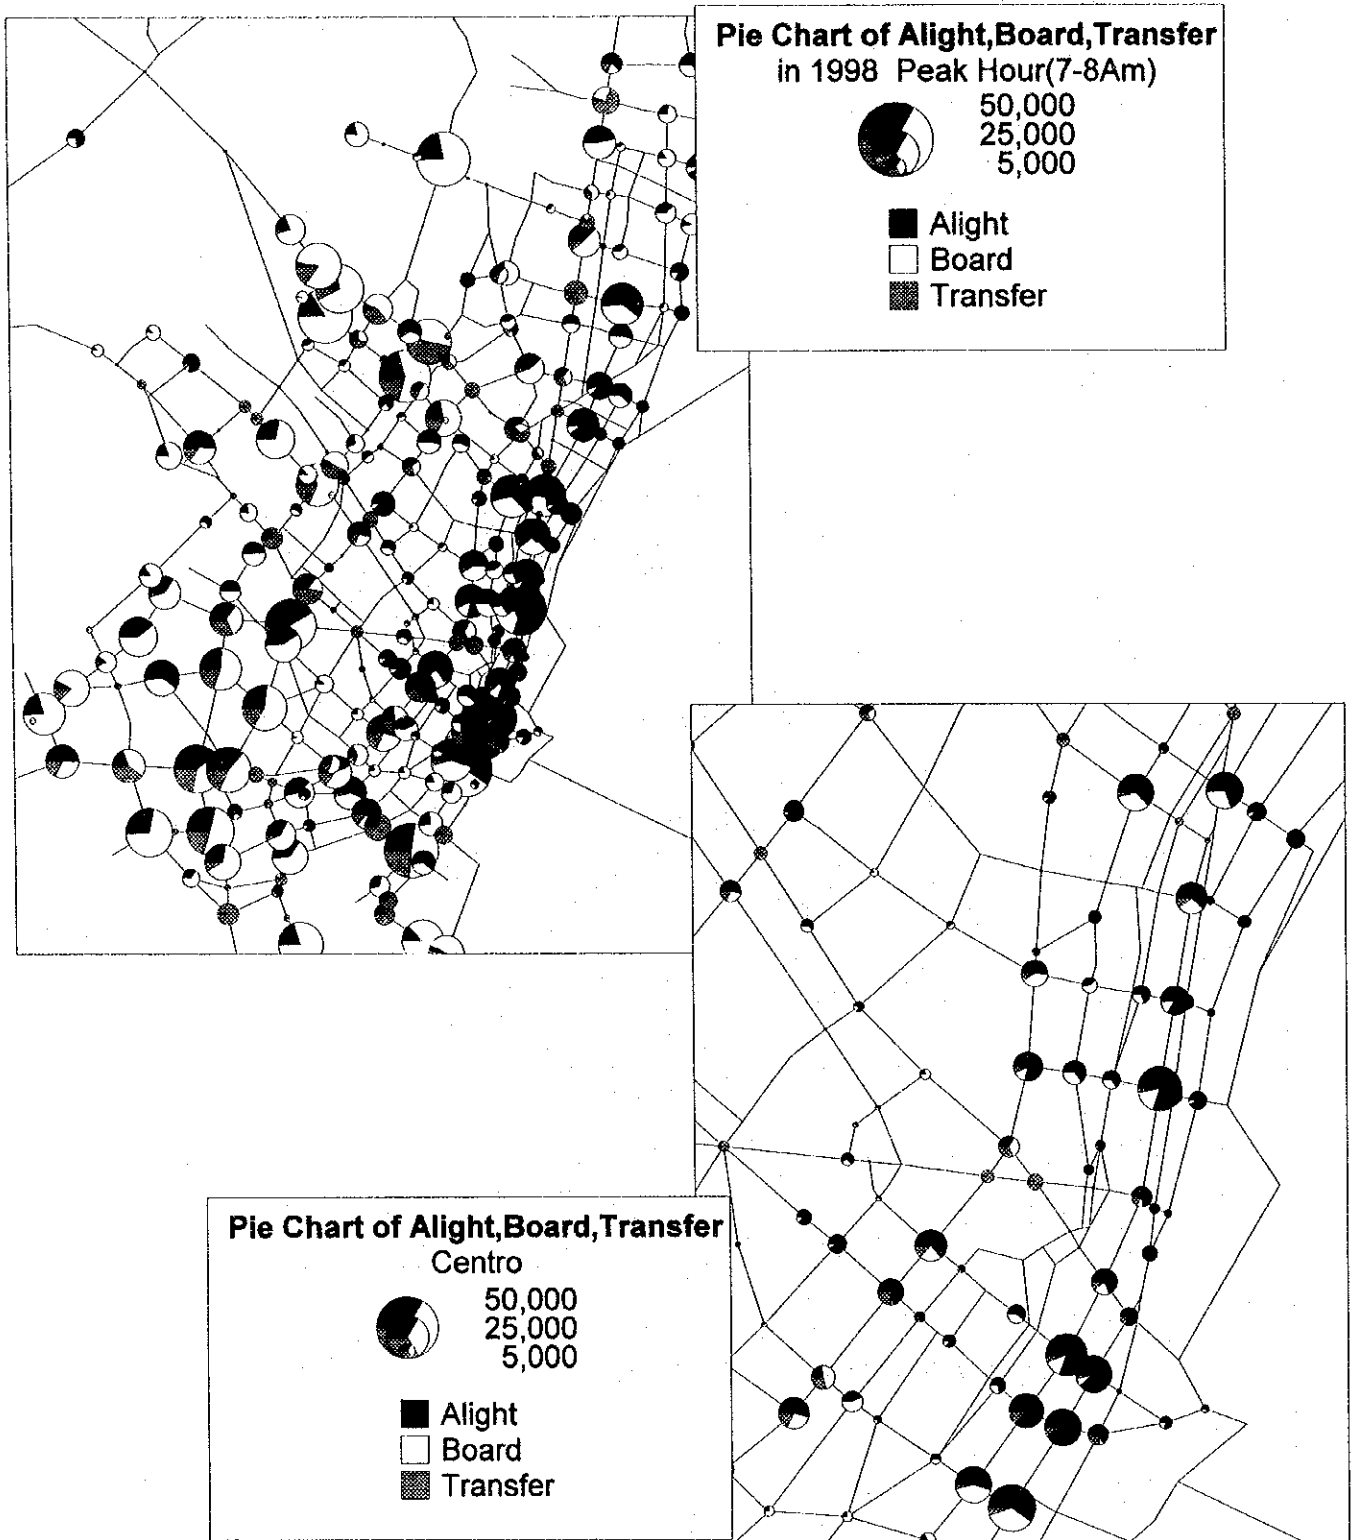 Pie Chart of Alight,Board,Transfer
in 1998 Peak Hour(7-8Am)
50,000
25,000
5,000
Alight
Board
Transfer
Pie Chart of Alight,Board,Transfer
Centro
50,000
25,000
5,000
Alight
Board
Transfer